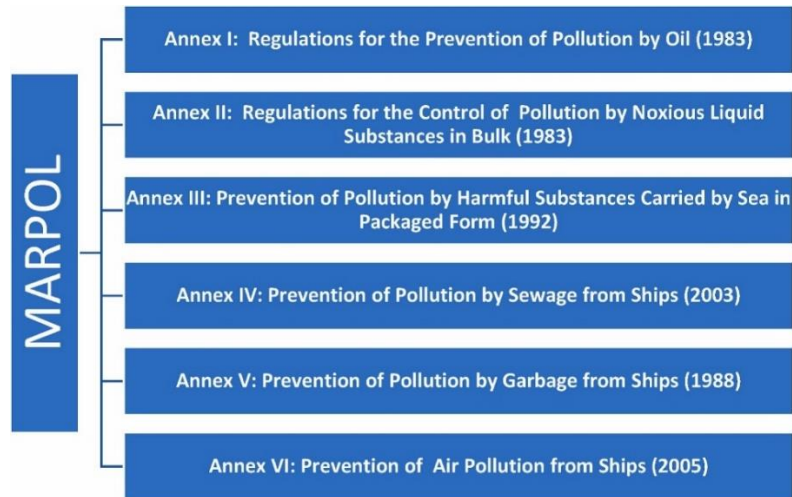 MARPOL
Annex I: Regulations for the Prevention of Pollution by Oil (1983)
Annex II: Regulations for the Control of Pollution by Noxious Liquid
Substances in Bulk (1983)
Annex III: Prevention of Pollution by Harmful Substances Carried by Sea in
Packaged Form (1992)
Annex IV: Prevention of Pollution by Sewage from Ships (2003)
Annex V: Prevention of Pollution by Garbage from Ships (1988)
Annex VI: Prevention of Air Pollution from Ships (2005)